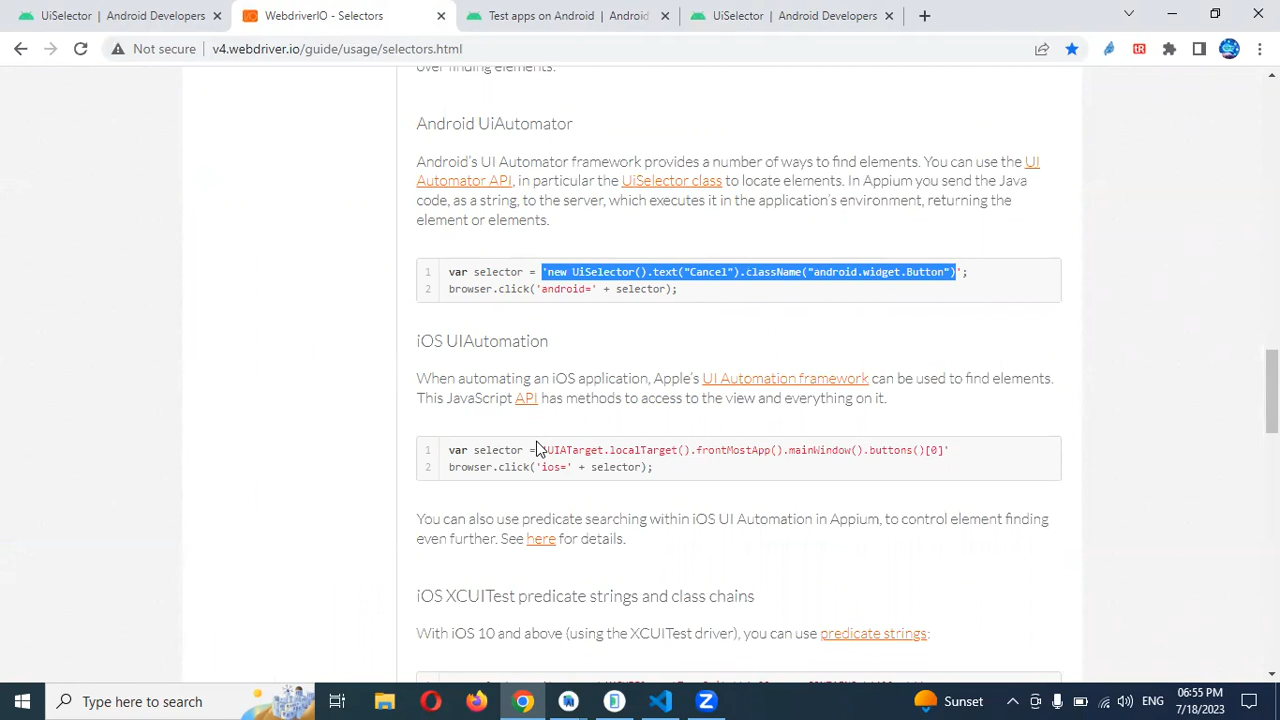 UiSelector | Android Developers
WebdriverIO - Selectors
Test apps on Android | Android
UiSelector | Android Developers
Not secure
v4.webdriver.io/guide/usage/selectors.html
over finding elements.
Android UiAutomator
Android's UI Automator framework provides a number of ways to find elements. You can use the UI
Automator API, in particular the UiSelector class to locate elements. In Appium you send the Java
code, as a string, to the server, which executes it in the application's environment, returning the
element or elements.
1 var selector = 'new UiSelector().text("Cancel").className("android.widget.Button")';
2 browser.click('android=' + selector);
iOS UIAutomation
When automating an iOS application, Apple's UI Automation framework can be used to find elements.
This JavaScript API has methods to access to the view and everything on it.
1 var selector = 'UIATarget.localTarget().frontMostApp().mainWindow().buttons()[0]'
2 browser.click('ios=' + selector);
You can also use predicate searching within iOS UI Automation in Appium, to control element finding
even further. See here for details.
iOS XCUITest predicate strings and class chains
With iOS 10 and above (using the XCUITest driver), you can use predicate strings:
Type here to search
Sunset
ENG
06:55 PM
7/18/2023